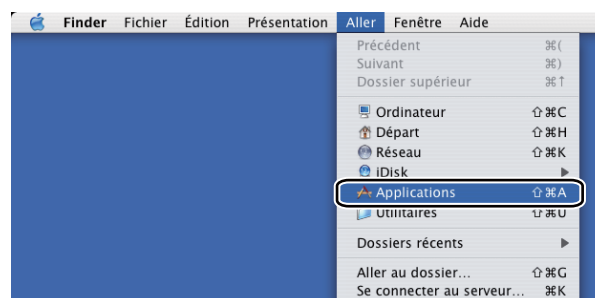 Finder Fichier Édition Présentation Aller Fenêtre Aide
Précédent ⌘(
Suivant ⌘)
Dossier supérieur ⌘↑
Ordinateur ⇧⌘C
Départ ⇧⌘H
Réseau ⇧⌘K
iDisk ▶
Applications ⇧⌘A
Utilitaires ⇧⌘U
Dossiers récents ▶
Aller au dossier... ⇧⌘G
Se connecter au serveur... ⌘K